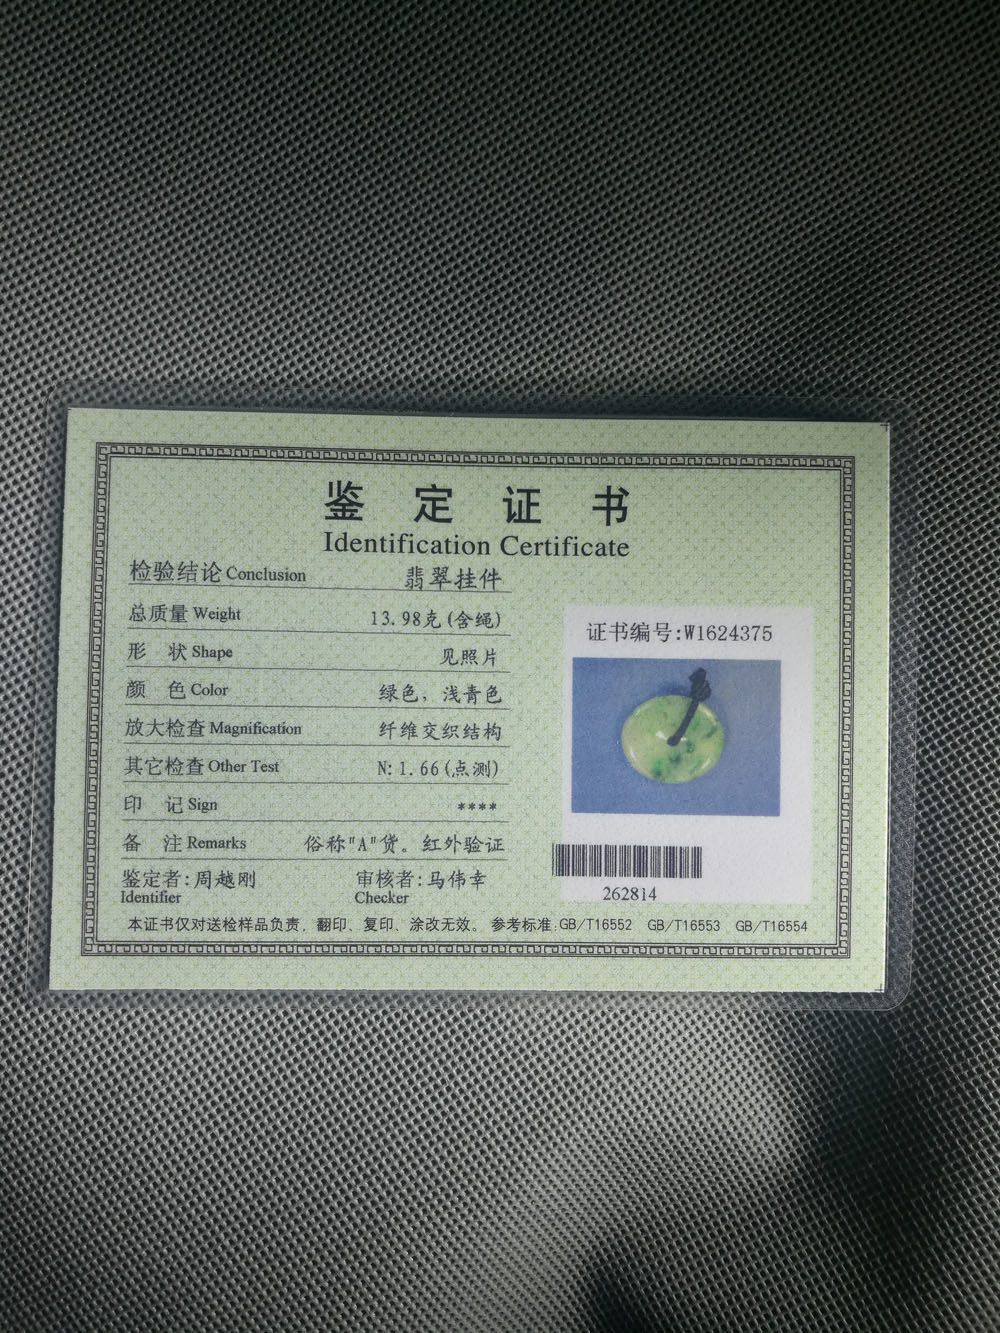 鉴定证书
Identification Certificate
检验结论 Conclusion 翡翠挂件
总质量 Weight 13.98克(含绳)
形状 Shape 见照片
颜色 Color 绿色，浅青色
放大检查 Magnification 纤维交织结构
其它检查 Other Test N:1.66(点测)
印记 Sign ****
备注 Remarks 俗称"A"货。红外验证
鉴定者:周越刚 审核者:马伟幸
Identifier Checker
证书编号:W1624375
262814
本证书仅对送检样品负责，翻印、复印、涂改无效。 参考标准:GB/T16552 GB/T16553 GB/T16554